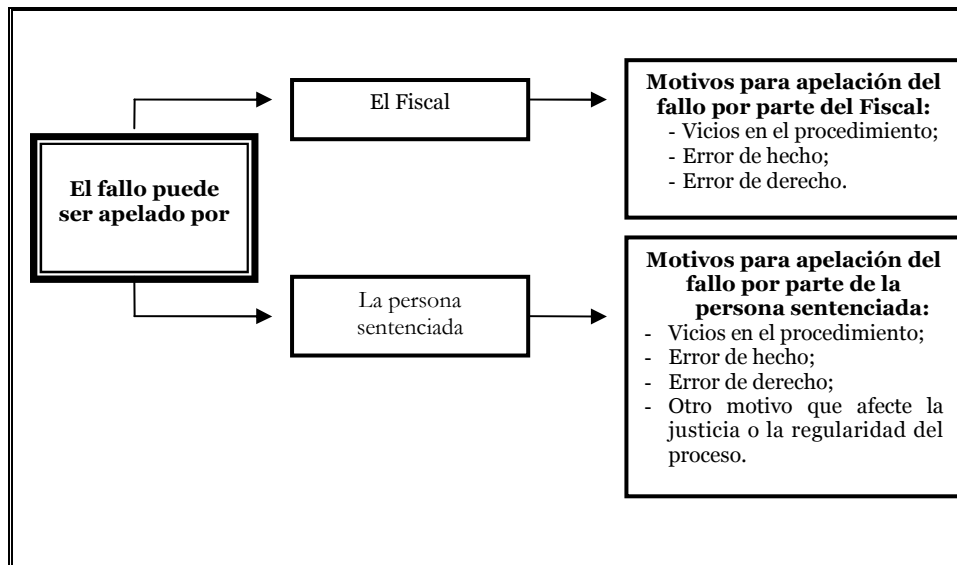 El fallo puede
ser apelado por
El Fiscal
Motivos para apelación del
fallo por parte del Fiscal:
- Vicios en el procedimiento;
- Error de hecho;
- Error de derecho.
La persona
sentenciada
Motivos para apelación del
fallo por parte de la
persona sentenciada:
- Vicios en el procedimiento;
- Error de hecho;
- Error de derecho;
- Otro motivo que afecte la
justicia o la regularidad del
proceso.